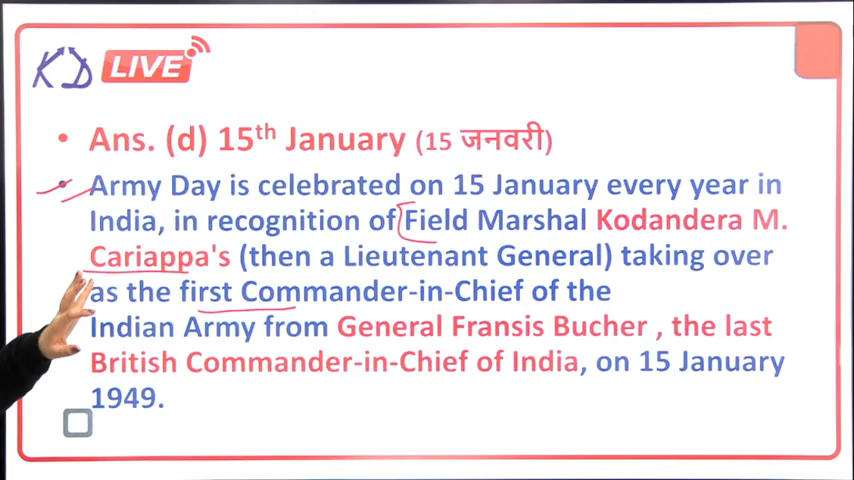 KD LIVE
• Ans. (d) 15th January (15 जनवरी)
• Army Day is celebrated on 15 January every year in
India, in recognition of Field Marshal Kodandera M.
Cariappa's (then a Lieutenant General) taking over
as the first Commander-in-Chief of the
Indian Army from General Fransis Bucher , the last
British Commander-in-Chief of India, on 15 January
1949.